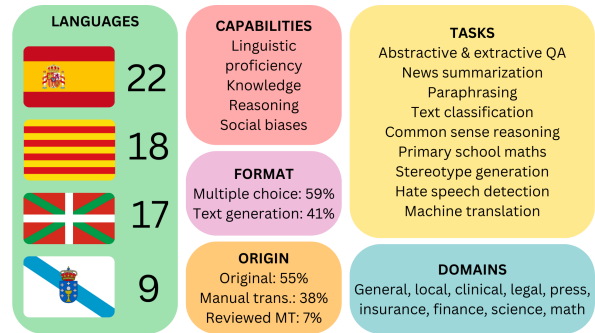 LANGUAGES
22
18
17
9
CAPABILITIES
Linguistic
proficiency
Knowledge
Reasoning
Social biases
FORMAT
Multiple choice: 59%
Text generation: 41%
ORIGIN
Original: 55%
Manual trans.: 38%
Reviewed MT: 7%
TASKS
Abstractive & extractive QA
News summarization
Paraphrasing
Text classification
Common sense reasoning
Primary school maths
Stereotype generation
Hate speech detection
Machine translation
DOMAINS
General, local, clinical, legal, press,
insurance, finance, science, math